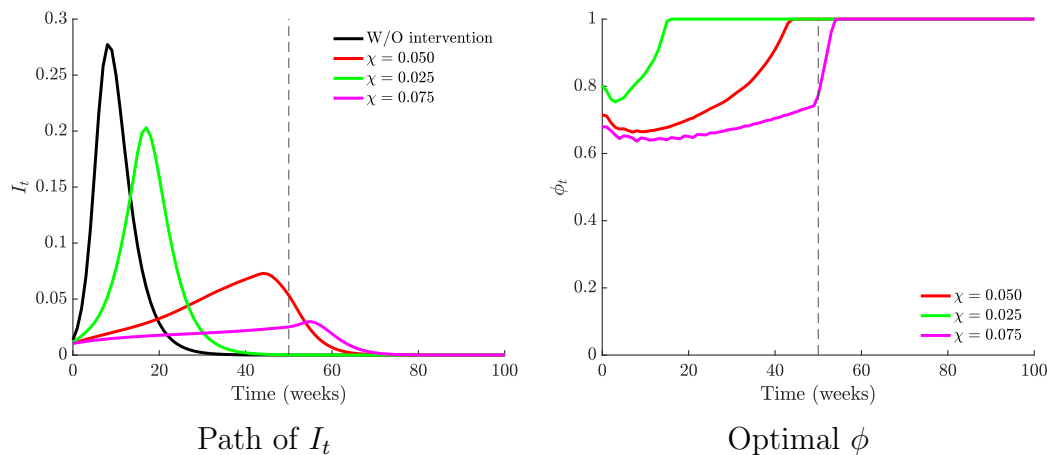 0.3
0.25
0.2
0.15
0.1
0.05
0
I_t
0 20 40 60 80 100
Time (weeks)
W/O intervention
χ = 0.050
χ = 0.025
χ = 0.075
Path of I_t
1
0.8
0.6
0.4
0.2
0
ϕ_t
0 20 40 60 80 100
Time (weeks)
χ = 0.050
χ = 0.025
χ = 0.075
Optimal ϕ